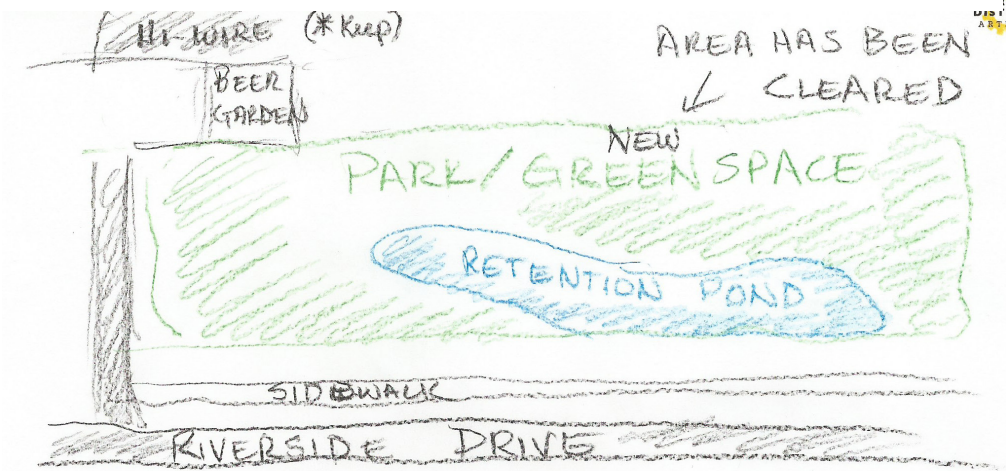 HI-WIRE (*Keep)
BEER
GARDEN
AREA HAS BEEN
CLEARED
NEW
PARK/GREEN SPACE
RETENTION POND
SIDEWALK
RIVERSIDE DRIVE